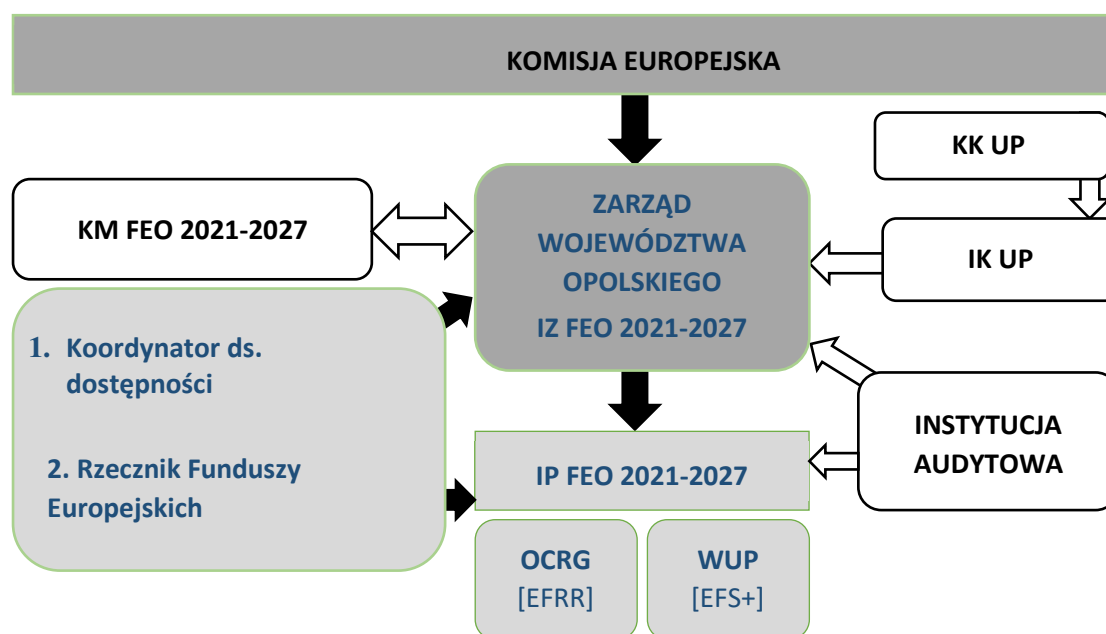 KOMISJA EUROPEJSKA
KK UP
KM FEO 2021-2027
ZARZĄD
WOJEWÓDZTWA
OPOLSKIEGO
IZ FEO 2021-2027
IK UP
1. Koordynator ds.
dostępności
2. Rzecznik Funduszy
Europejskich
INSTYTUCJA
AUDYTOWA
IP FEO 2021-2027
OCRG
[EFRR]
WUP
[EFS+]